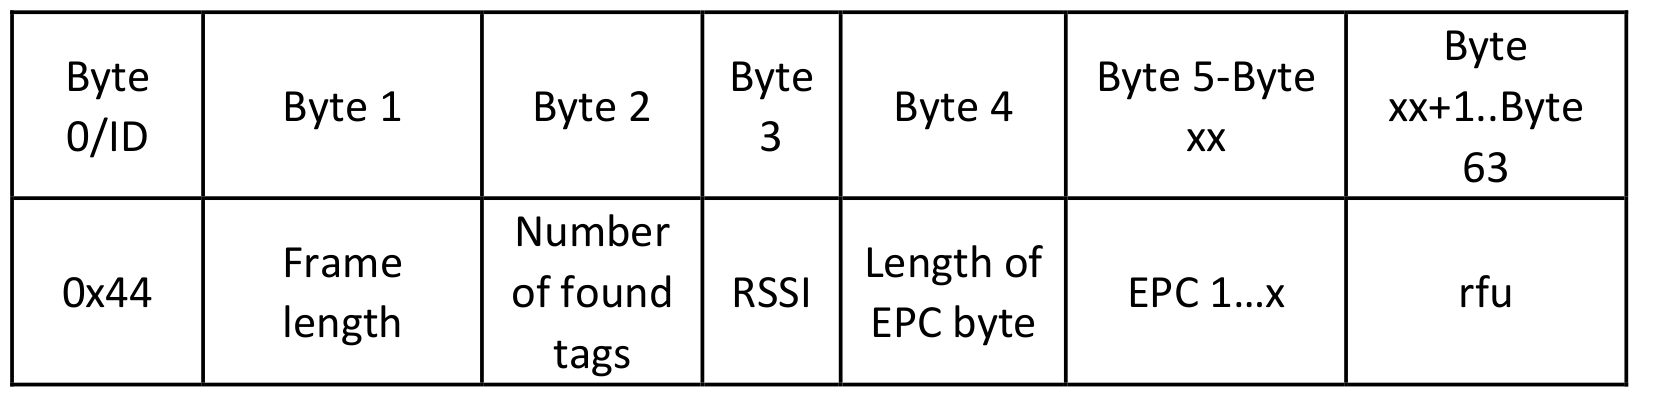 Byte
0/ID
Byte 1
Byte 2
Byte
3
Byte 4
Byte 5-Byte
xx
Byte
xx+1..Byte
63
0x44
Frame
length
Number
of found
tags
RSSI
Length of
EPC byte
EPC 1...x
rfu